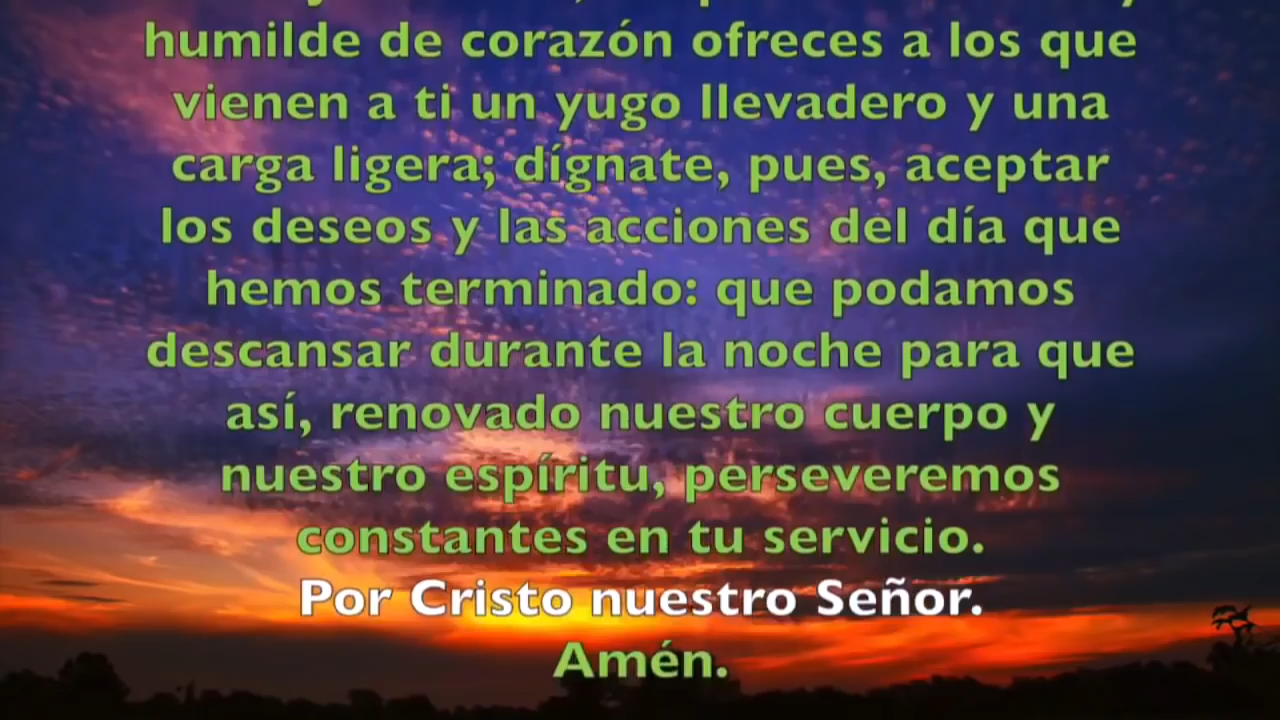 humilde de corazón ofreces a los que
vienen a ti un yugo llevadero y una
carga ligera; dígnate, pues, aceptar
los deseos y las acciones del día que
hemos terminado: que podamos
descansar durante la noche para que
así, renovado nuestro cuerpo y
nuestro espíritu, perseveremos
constantes en tu servicio.
Por Cristo nuestro Señor.
Amén.